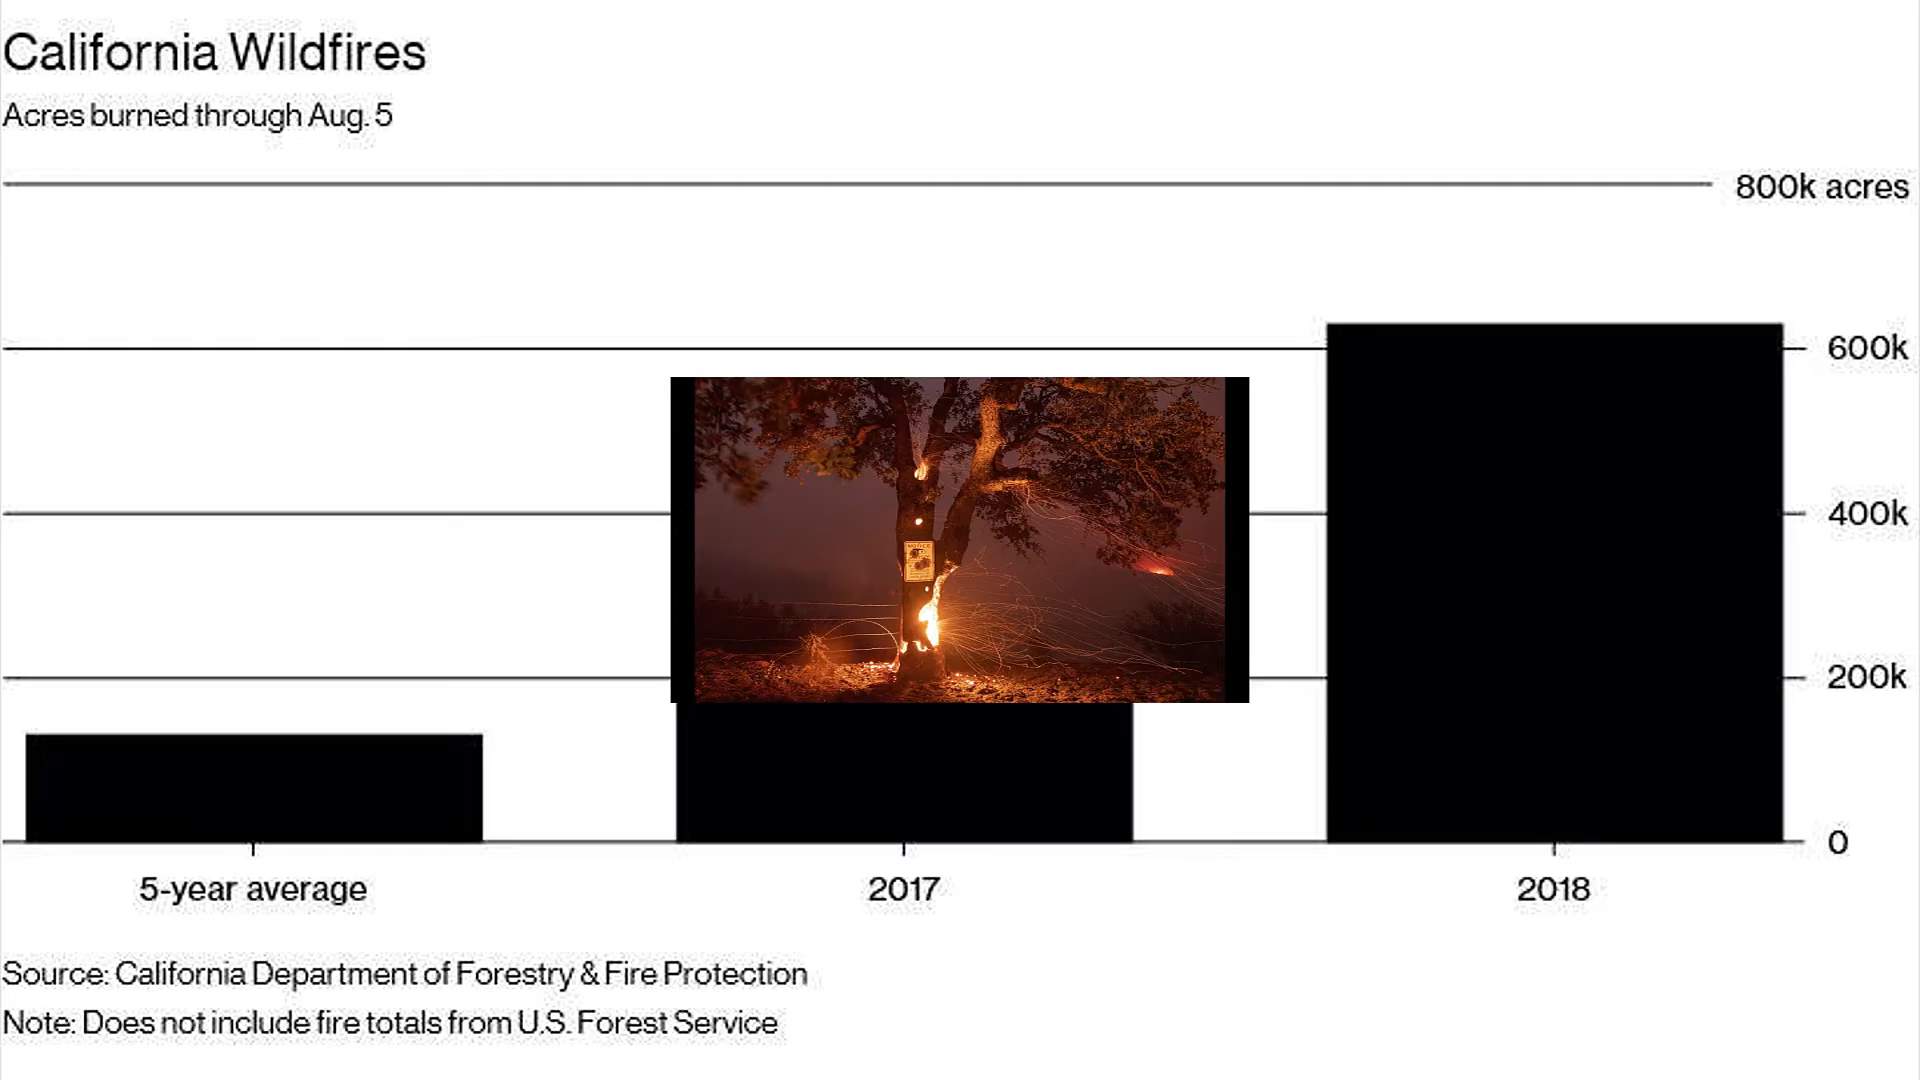 California Wildfires
Acres burned through Aug. 5
800k acres
600k
400k
NOTICE
200k
0
5-year average
2017
2018
Source: California Department of Forestry & Fire Protection
Note: Does not include fire totals from U.S. Forest Service